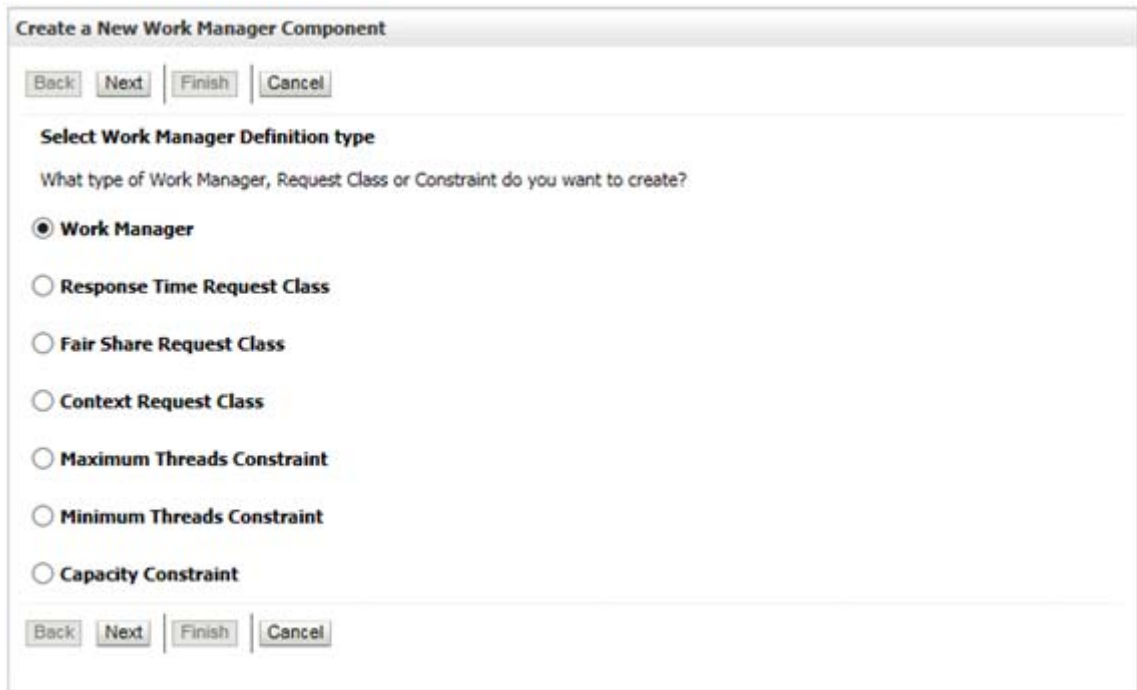 Create a New Work Manager Component
Back Next Finish Cancel
Select Work Manager Definition type
What type of Work Manager, Request Class or Constraint do you want to create?
Work Manager
Response Time Request Class
Fair Share Request Class
Context Request Class
Maximum Threads Constraint
Minimum Threads Constraint
Capacity Constraint
Back Next Finish Cancel